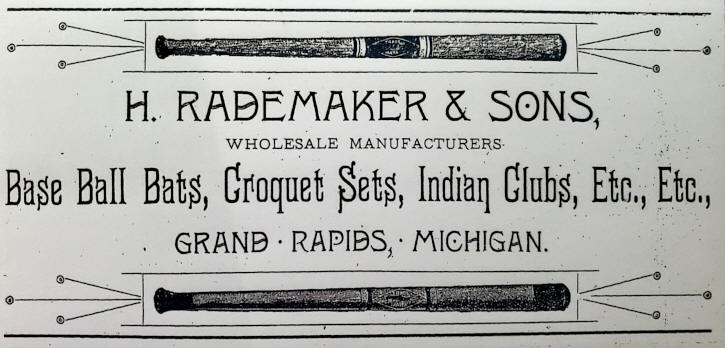 H. RADEMAKER & SONS,
WHOLESALE MANUFACTURERS
Base Ball Bats, Croquet Sets, Indian Clubs, Etc., Etc.,
GRAND · RAPIDS, · MICHIGAN.